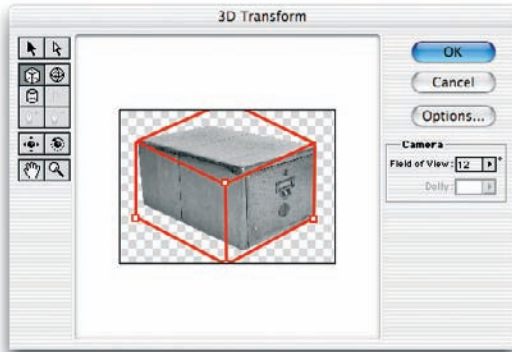 3D Transform
OK
Cancel
Options...
Camera
Field of View: 12 °
Dolly: